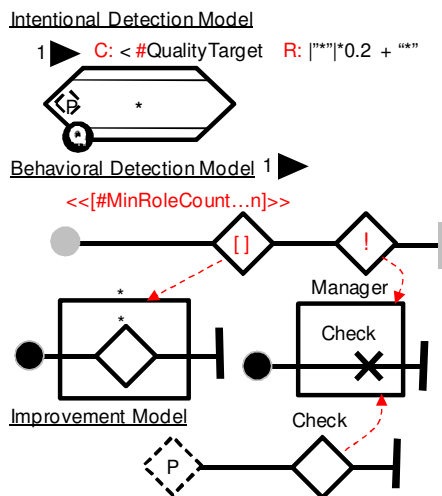 Intentional Detection Model
1 C: < #QualityTarget R: |"*"|*0.2 + "*"
P *
Q
Behavioral Detection Model 1
<<[#MinRoleCount…n]>>
[ ] !
* Manager
* Check
Improvement Model
Check
P